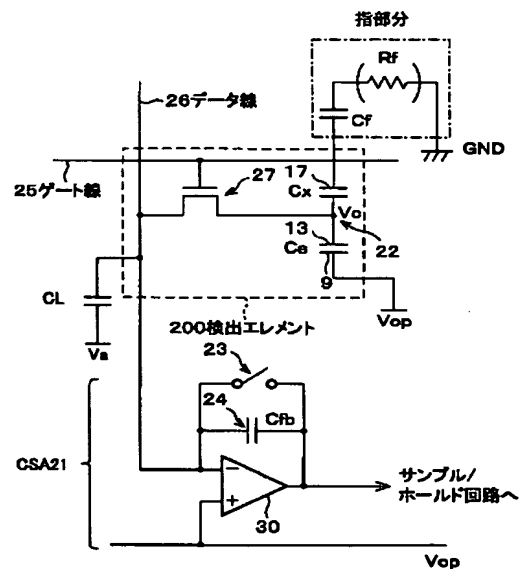 指部分
Rf
Cf
GND
26データ線
25ゲート線
27
17
Cx
Vc
13
Ce
22
9
CL
Va
Vop
200検出エレメント
23
24
Cfb
CSA21
サンプル/
ホールド回路へ
30
Vop